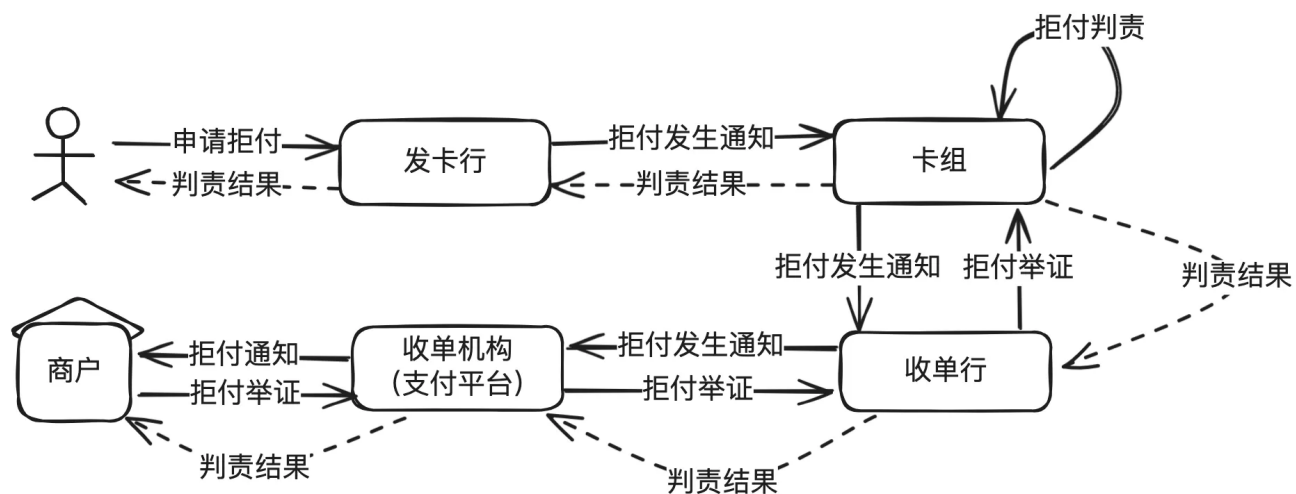 拒付判责
申请拒付
发卡行
拒付发生通知
卡组
判责结果
判责结果
拒付发生通知
拒付举证
判责结果
商户
拒付通知
拒付举证
收单机构
(支付平台)
拒付发生通知
拒付举证
收单行
判责结果
判责结果